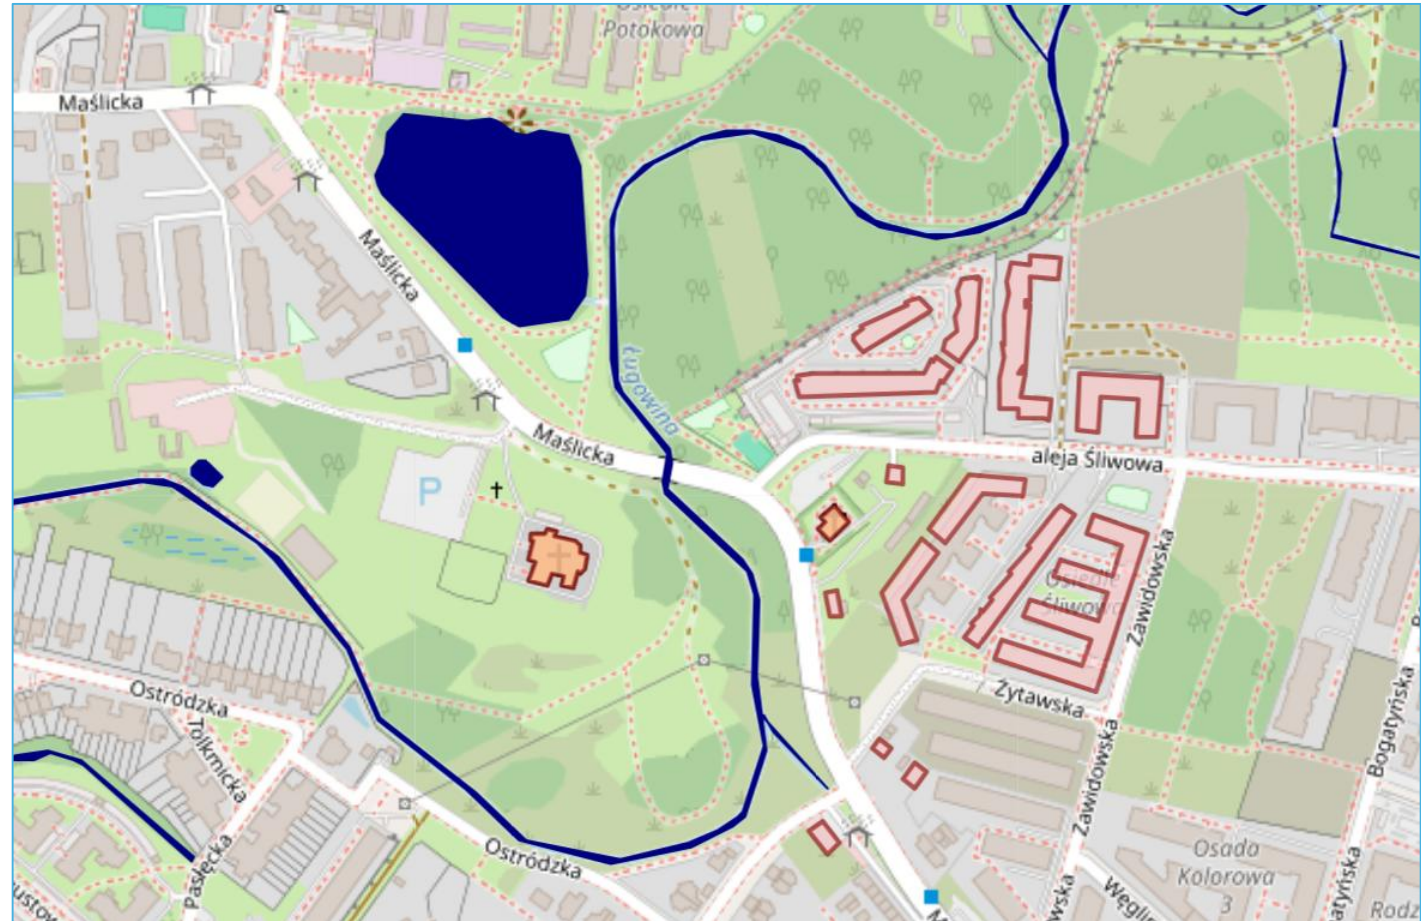 Osiedle
Potokowa
Maślicka
Maślicka
Ługowina
Maślicka
aleja Śliwowa
P
Osiedle
Śliwowa
Zawidowska
Żytawska
Ostródzka
Tolkmicka
Bogatyńska
Zawidowska
Ostródzka
Pasłęcka
Osada
Kolorowa
3